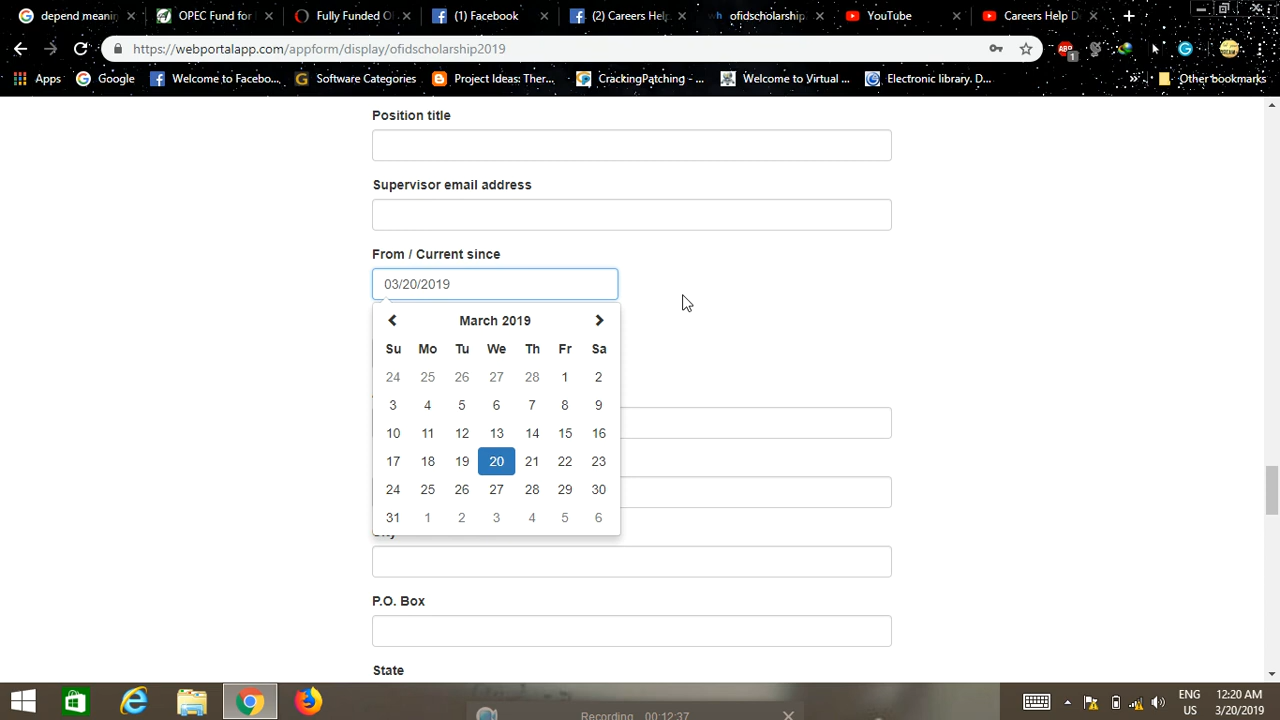 depend meanin
OPEC Fund for
Fully Funded O
(1) Facebook
(2) Careers Help
ofidscholarship
YouTube
Careers Help D
https://webportalapp.com/appform/display/ofidscholarship2019
ABP
1
Apps
Google
Welcome to Facebo...
Software Categories
Project Ideas: Ther...
CrackingPatching - ...
Welcome to Virtual ...
Electronic library. D...
Other bookmarks
Position title
Supervisor email address
From / Current since
03/20/2019
March 2019
Su Mo Tu We Th Fr Sa
24 25 26 27 28 1 2
3 4 5 6 7 8 9
10 11 12 13 14 15 16
17 18 19 20 21 22 23
24 25 26 27 28 29 30
31 1 2 3 4 5 6
P.O. Box
State
ENG
US
12:20 AM
3/20/2019
Recording 00:12:37